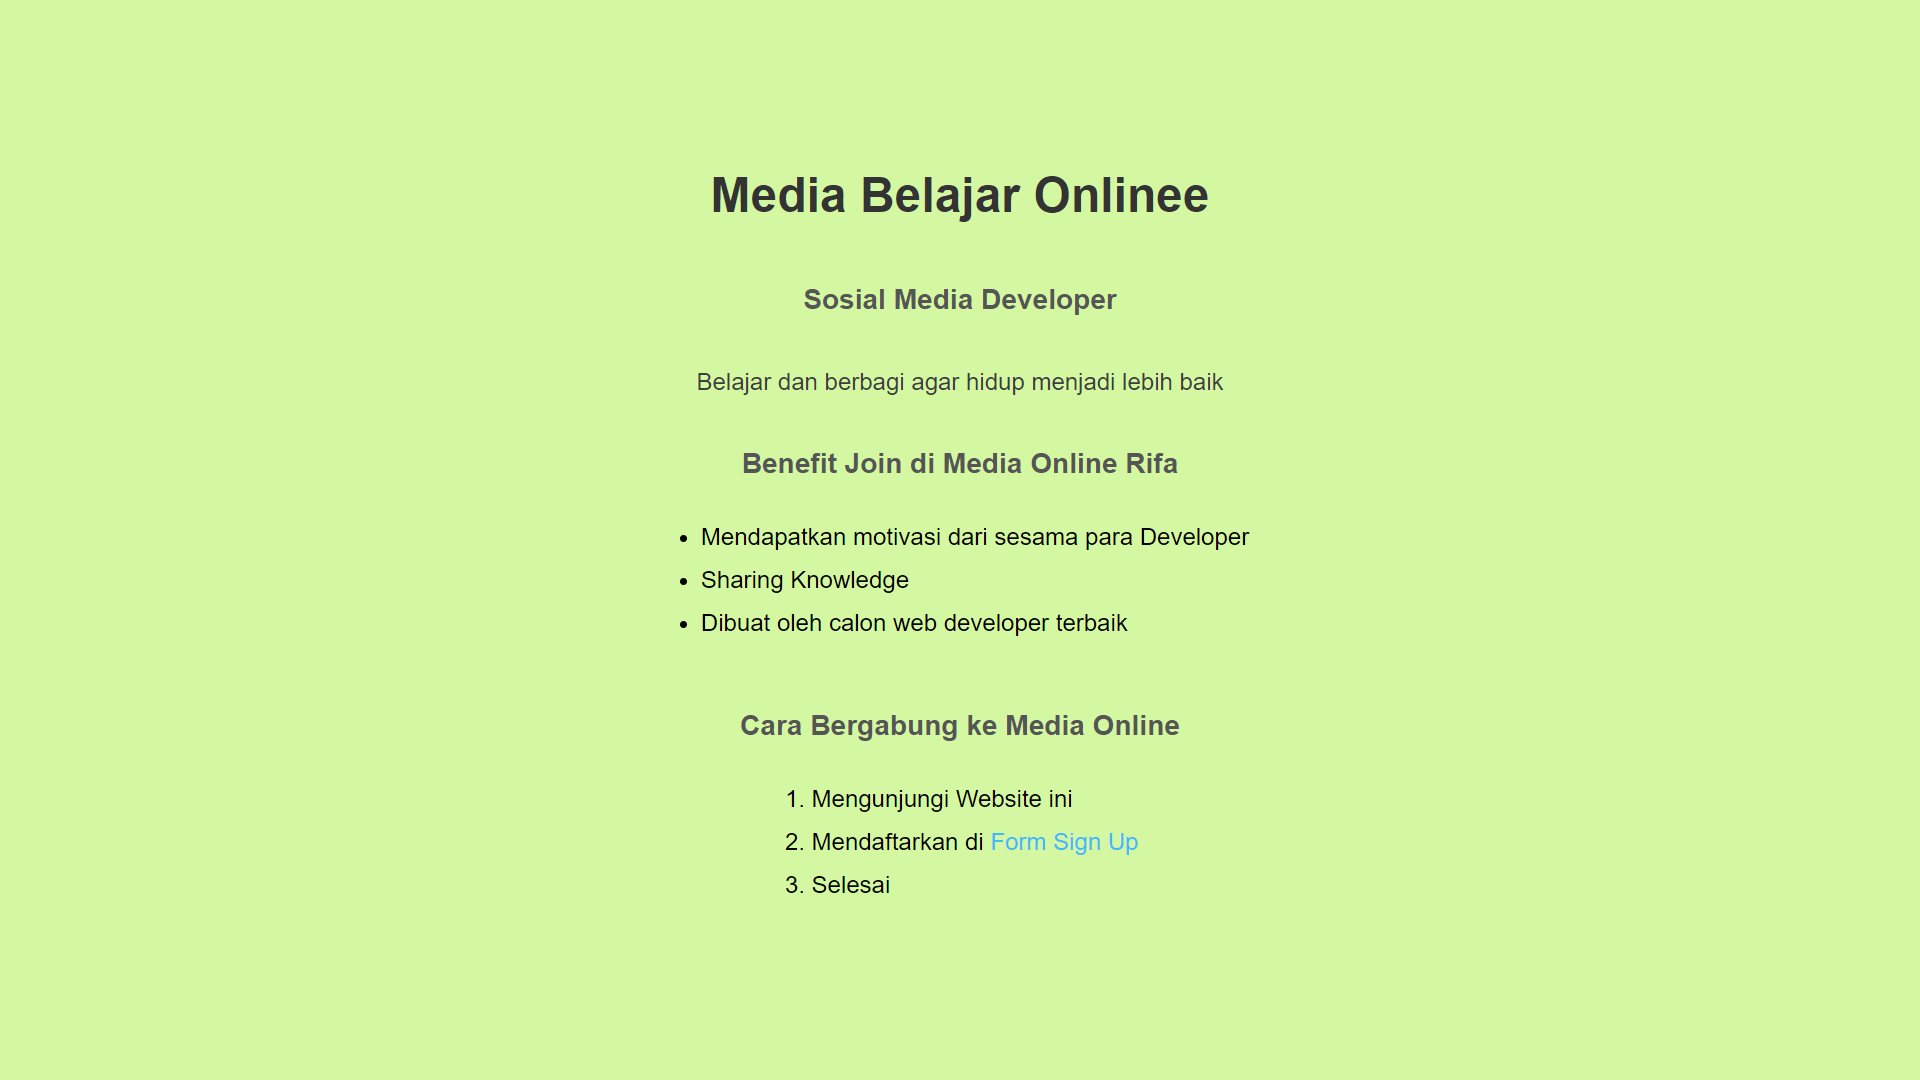 Media Belajar Onlinee
Sosial Media Developer
Belajar dan berbagi agar hidup menjadi lebih baik
Benefit Join di Media Online Rifa
• Mendapatkan motivasi dari sesama para Developer
• Sharing Knowledge
• Dibuat oleh calon web developer terbaik
Cara Bergabung ke Media Online
1. Mengunjungi Website ini
2. Mendaftarkan di Form Sign Up
3. Selesai